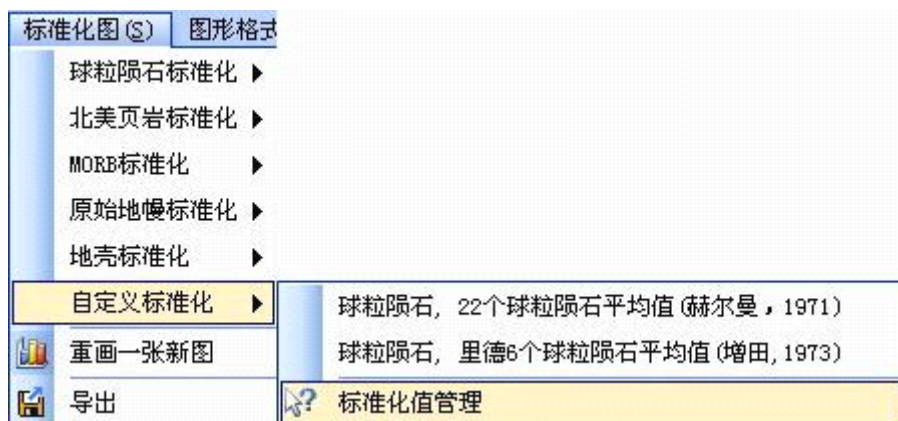 标准化图(S) 图形格式
球粒陨石标准化
北美页岩标准化
MORB标准化
原始地幔标准化
地壳标准化
自定义标准化
球粒陨石, 22个球粒陨石平均值(赫尔曼,1971)
重画一张新图
球粒陨石, 里德6个球粒陨石平均值(增田,1973)
导出
标准化值管理